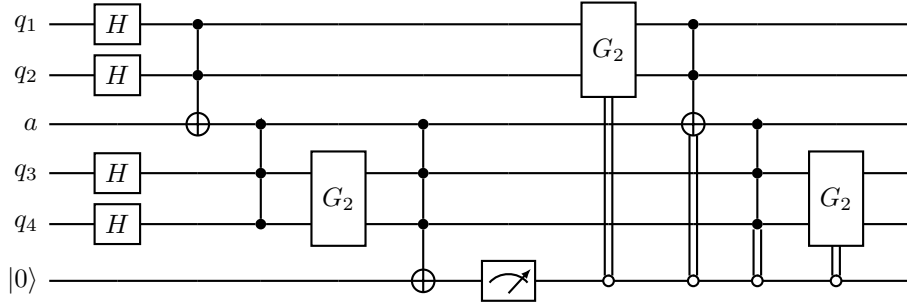 q₁ H G₂
q₂ H
a
q₃ H G₂ G₂
q₄ H
|0⟩